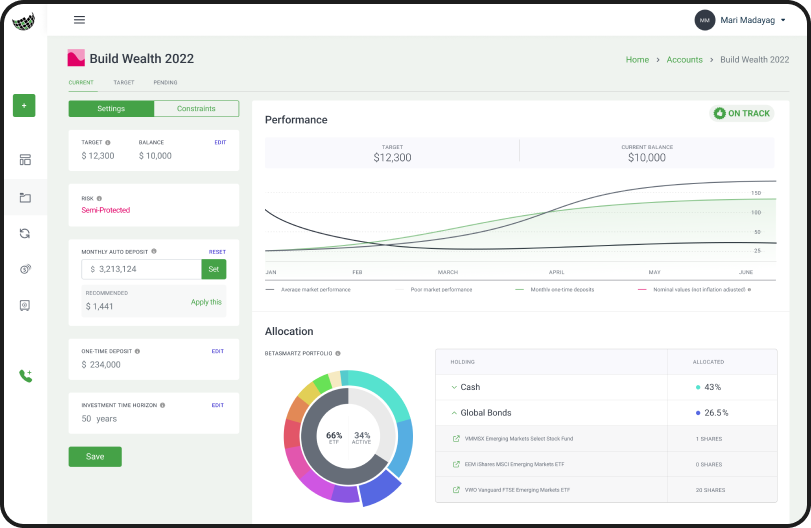 MM
Mari Madayag
Build Wealth 2022
Home > Accounts > Build Wealth 2022
CURRENT
TARGET
PENDING
+
Settings
Constraints
TARGET
BALANCE
EDIT
$ 12,300
$ 10,000
RISK
Semi-Protected
MONTHLY AUTO DEPOSIT
RESET
$ 3,213,124
Set
RECOMMENDED
$ 1,441
Apply this
ONE-TIME DEPOSIT
EDIT
$ 234,000
INVESTMENT TIME HORIZON
EDIT
50 years
Save
Performance
ON TRACK
TARGET
$12,300
CURRENT BALANCE
$10,000
150
100
50
25
JAN
FEB
MARCH
APRIL
MAY
JUNE
Average market performance
Poor market performance
Monthly one-time deposits
Nominal values (not inflation adjusted)
Allocation
BETASMARTZ PORTFOLIO
66%
ETF
34%
ACTIVE
HOLDING
ALLOCATED
Cash
43%
Global Bonds
26.5%
VMMSX Emerging Markets Select Stock Fund
1 SHARES
EEM iShares MSCI Emerging Markets ETF
0 SHARES
VWO Vanguard FTSE Emerging Markets ETF
30 SHARES